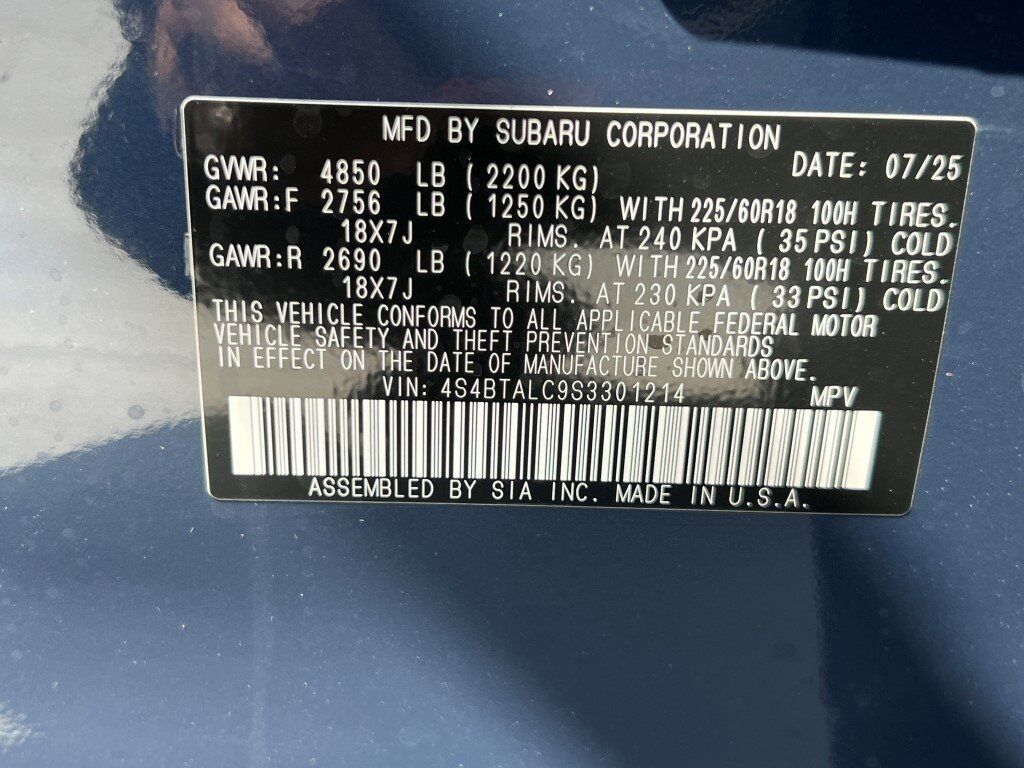 MFD BY SUBARU CORPORATION
DATE: 07/25
GVWR: 4850 LB ( 2200 KG)
GAWR:F 2756 LB ( 1250 KG) WITH 225/60R18 100H TIRES.
18X7J RIMS. AT 240 KPA ( 35 PSI) COLD
GAWR:R 2690 LB ( 1220 KG) WITH 225/60R18 100H TIRES.
18X7J RIMS. AT 230 KPA ( 33 PSI) COLD
THIS VEHICLE CONFORMS TO ALL APPLICABLE FEDERAL MOTOR
VEHICLE SAFETY AND THEFT PREVENTION STANDARDS
IN EFFECT ON THE DATE OF MANUFACTURE SHOWN ABOVE.
VIN: 4S4BTALC9S3301214 MPV
ASSEMBLED BY SIA INC. MADE IN U.S.A.